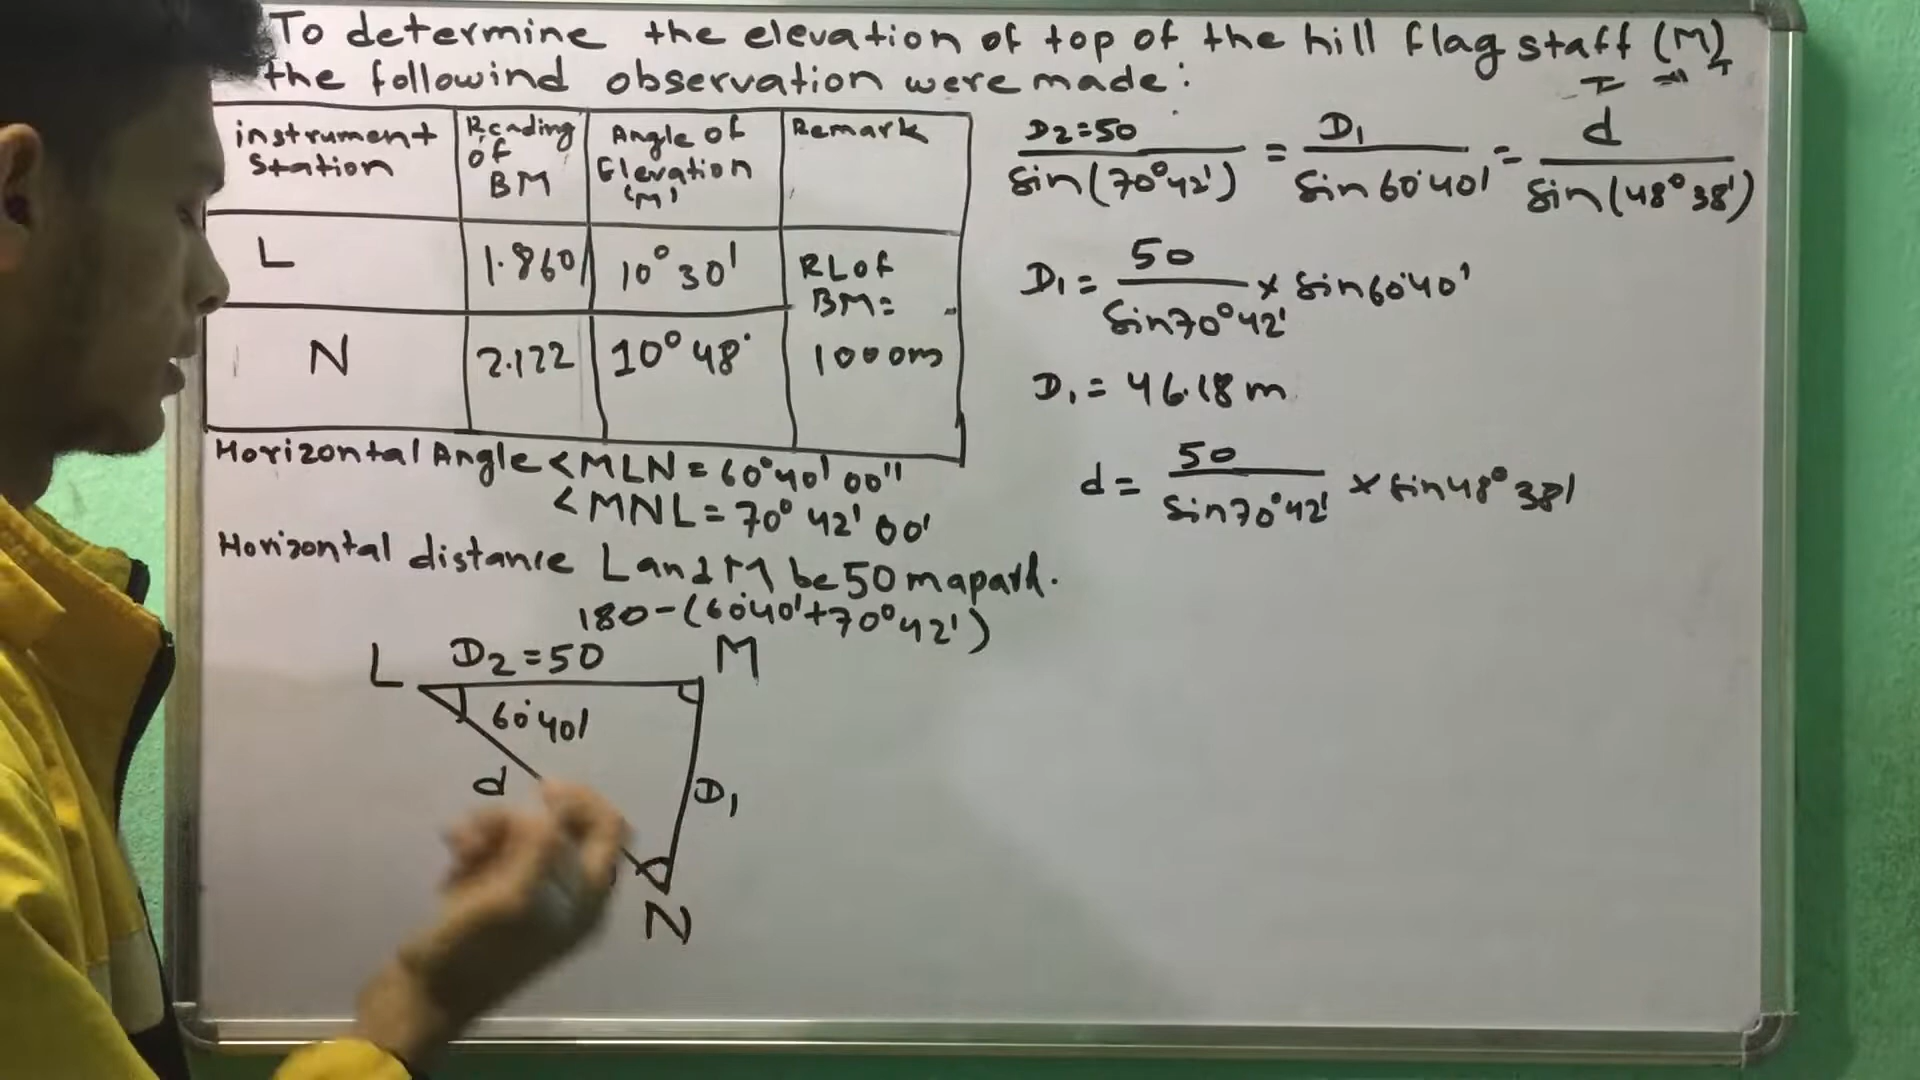 To determine the elevation of top of the hill flag staff (M)
the followind observation were made:
instrument Station
Reading of BM
Angle of Elevation (M)
Remark
L
1.860
10°30'
RL of BM= 1000m
N
2.122
10°48'
Horizontal Angle <MLN = 60°40'00"
<MNL = 70°42'00'
Horizontal distance L and M be 50 m apard.
180-(60°40'+70°42')
L D2=50 M
60°40'
d
D1
N
D2=50/sin(70°42') = D1/sin60°40' = d/sin(48°38')
D1= 50/sin70°42' × sin60°40'
D1= 46.18m
d= 50/sin70°42' × sin48°38'